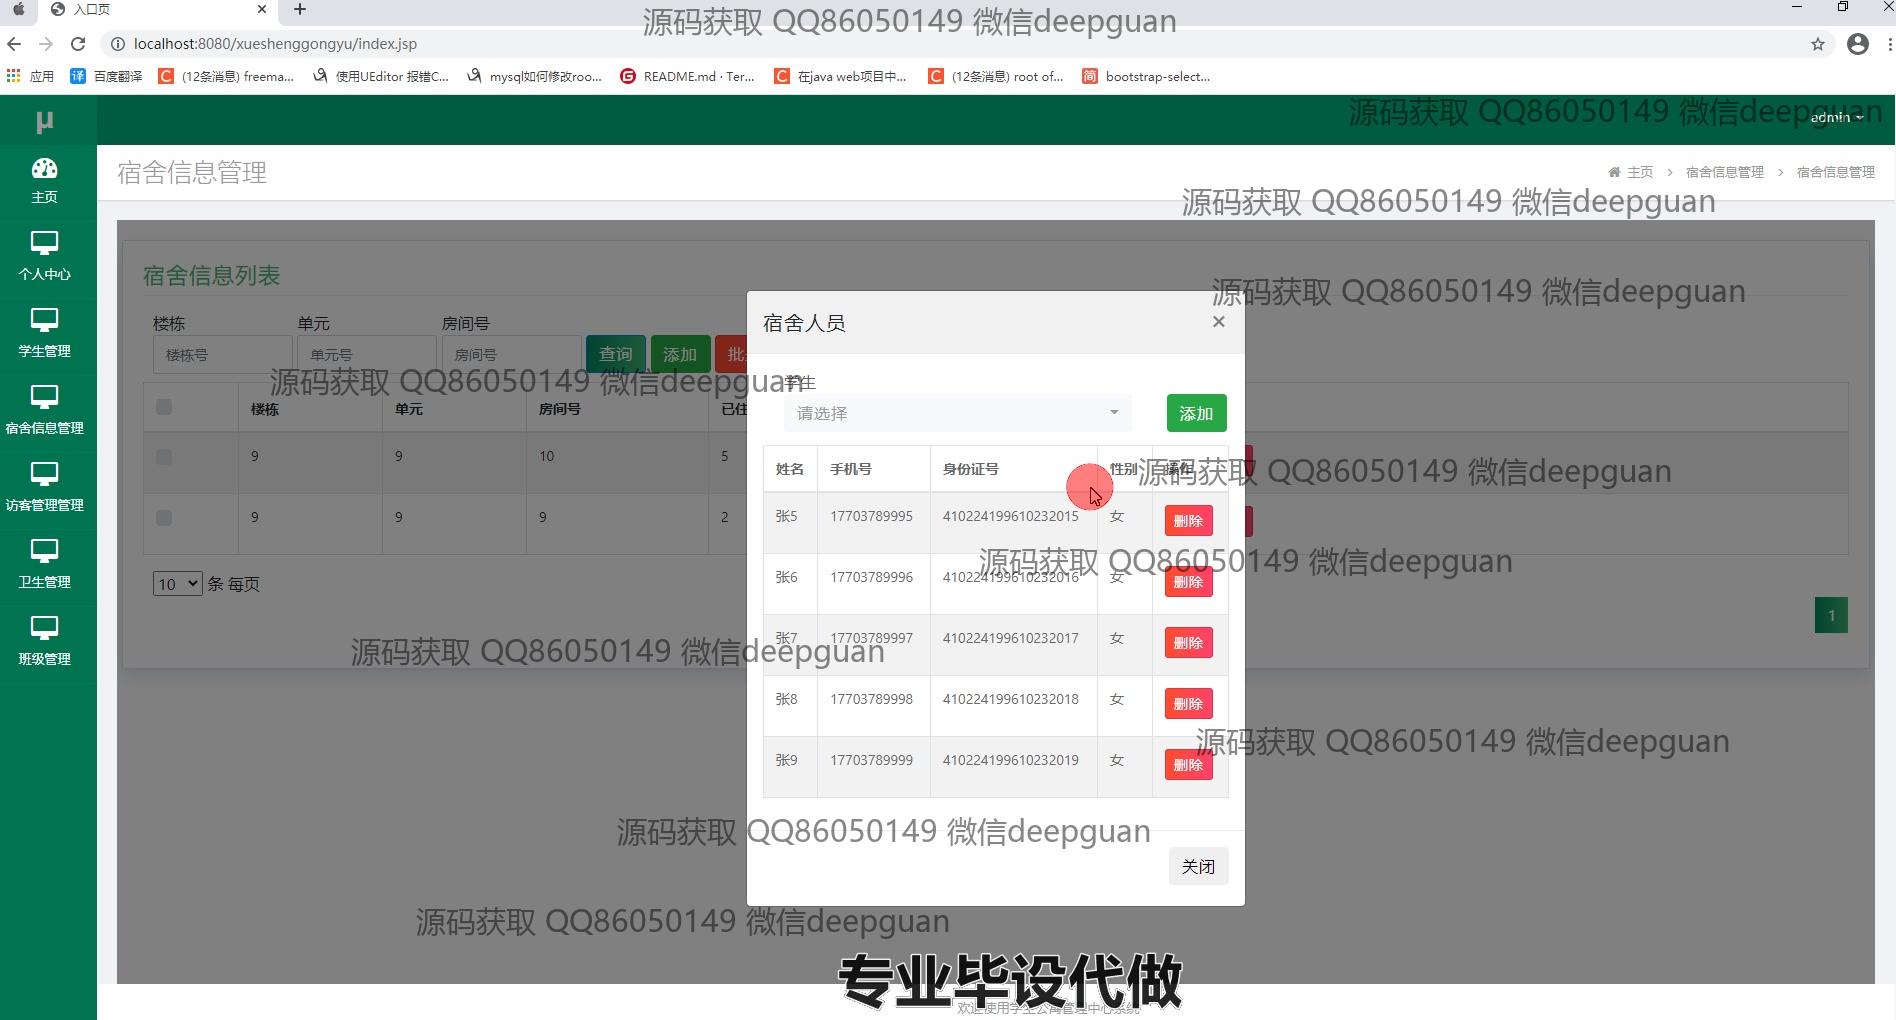 入口页
源码获取 QQ86050149 微信deepguan
localhost:8080/xueshenggongyu/index.jsp
应用 百度翻译 (12条消息) freema... 使用UEditor 报错C... mysql如何修改roo... README.md · Ter... 在java web项目中... (12条消息) root of... bootstrap-select...
μ
源码获取 QQ86050149 微信deepguan
admin
宿舍信息管理
主页 > 宿舍信息管理 > 宿舍信息管理
源码获取 QQ86050149 微信deepguan
主页
个人中心
学生管理
宿舍信息管理
访客管理管理
卫生管理
班级管理
宿舍信息列表
源码获取 QQ86050149 微信deepguan
楼栋 单元 房间号
楼栋号 单元号 房间号 查询 添加
源码获取 QQ86050149 微信deepguan
楼栋 单元 房间号 已住
9 9 10 5
9 9 9 2
10 条 每页
1
宿舍人员 ×
学生
请选择 添加
姓名 手机号 身份证号 性别 操作
源码获取 QQ86050149 微信deepguan
张5 17703789995 410224199610232015 女 删除
源码获取 QQ86050149 微信deepguan
张6 17703789996 410224199610232016 女 删除
张7 17703789997 410224199610232017 女 删除
源码获取 QQ86050149 微信deepguan
张8 17703789998 410224199610232018 女 删除
源码获取 QQ86050149 微信deepguan
张9 17703789999 410224199610232019 女 删除
源码获取 QQ86050149 微信deepguan
关闭
源码获取 QQ86050149 微信deepguan
专业毕设代做
欢迎使用学生公寓管理中心系统